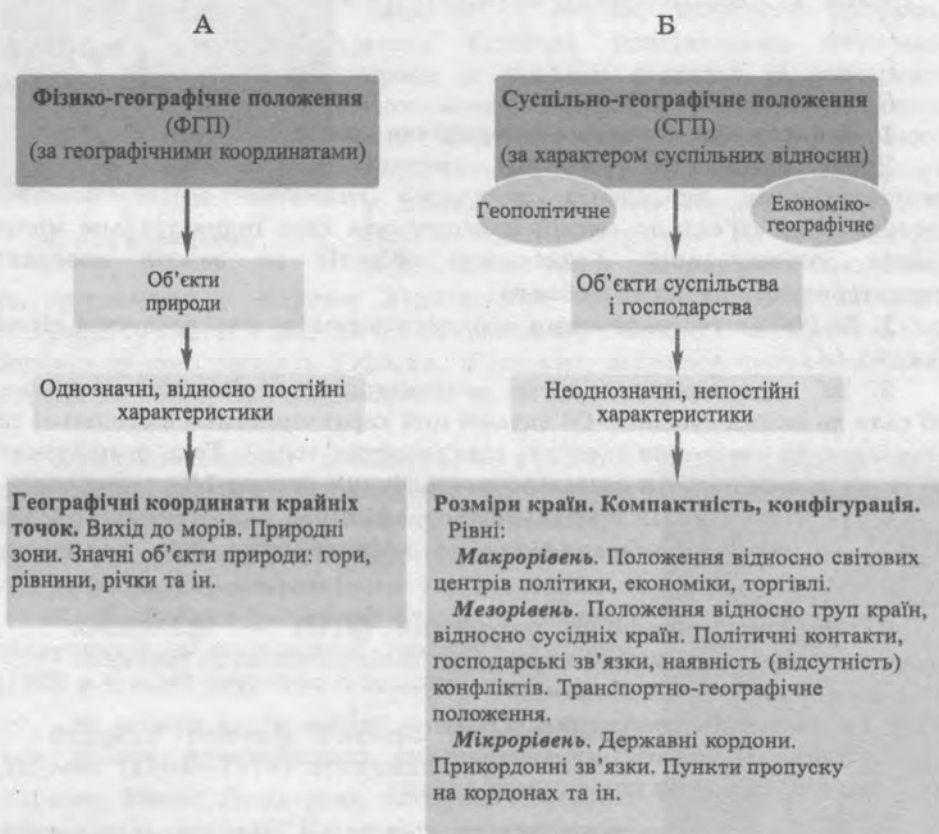 А
Фізико-географічне положення
(ФГП)
(за географічними координатами)
Об'єкти
природи
Однозначні, відносно постійні
характеристики
Географічні координати крайніх
точок. Вихід до морів. Природні
зони. Значні об'єкти природи: гори,
рівнини, річки та ін.
Б
Суспільно-географічне положення
(СГП)
(за характером суспільних відносин)
Геополітичне
Економіко-
географічне
Об'єкти суспільства
і господарства
Неоднозначні, непостійні
характеристики
Розміри країн. Компактність, конфігурація.
Рівні:
Макрорівень. Положення відносно світових
центрів політики, економіки, торгівлі.
Мезорівень. Положення відносно груп країн,
відносно сусідніх країн. Політичні контакти,
господарські зв'язки, наявність (відсутність)
конфліктів. Транспортно-географічне
положення.
Мікрорівень. Державні кордони.
Прикордонні зв'язки. Пункти пропуску
на кордонах та ін.